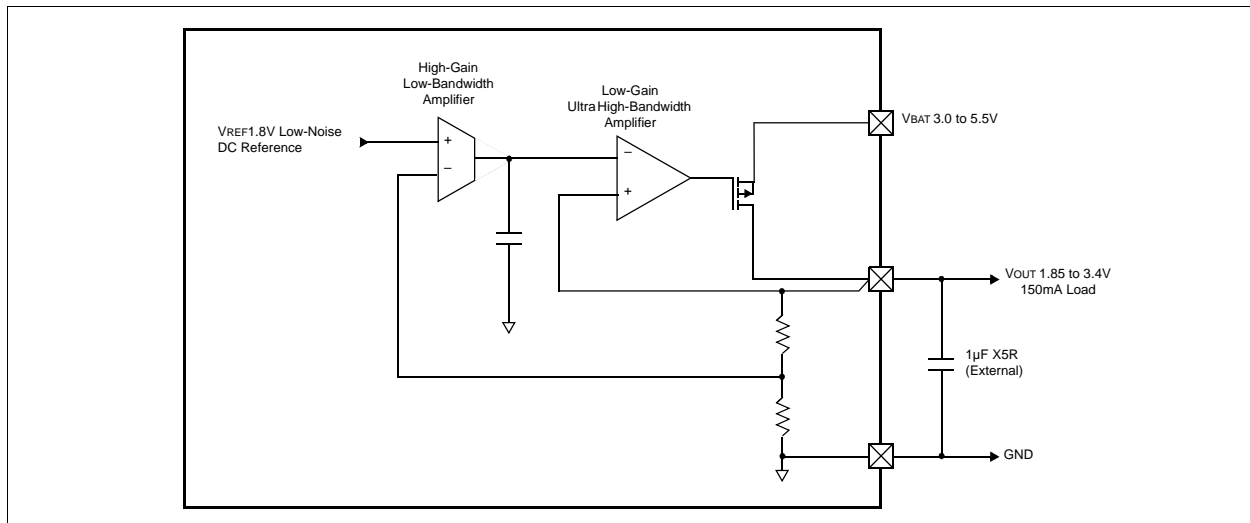 High-Gain
Low-Bandwidth
Amplifier
Low-Gain
Ultra High-Bandwidth
Amplifier
VREF1.8V Low-Noise
DC Reference
+
–
–
+
VBAT 3.0 to 5.5V
VOUT 1.85 to 3.4V
150mA Load
1µF X5R
(External)
GND